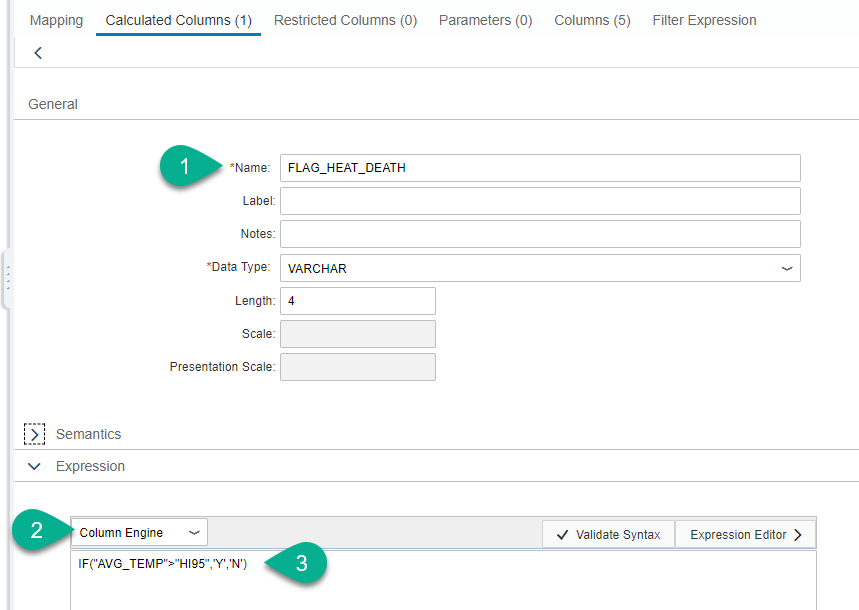 Mapping Calculated Columns (1) Restricted Columns (0) Parameters (0) Columns (5) Filter Expression
General
1 *Name: FLAG_HEAT_DEATH
Label:
Notes:
*Data Type: VARCHAR
Length: 4
Scale:
Presentation Scale:
Semantics
Expression
2 Column Engine Validate Syntax Expression Editor
IF("AVG_TEMP">"HI95",'Y','N') 3